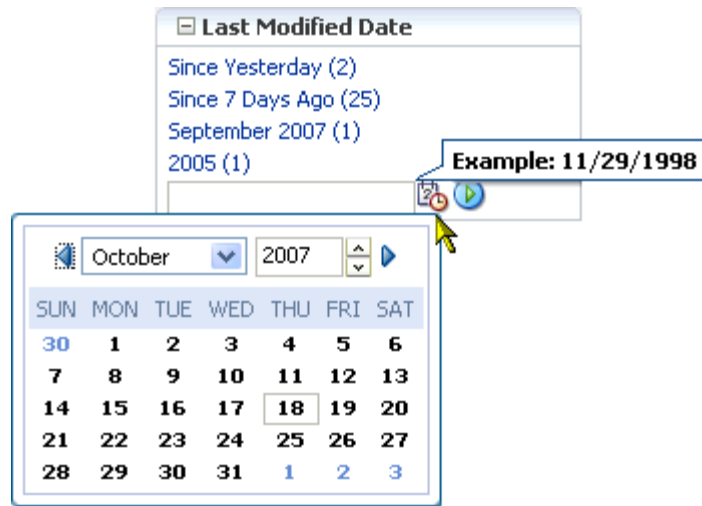 Last Modified Date
Since Yesterday (2)
Since 7 Days Ago (25)
September 2007 (1)
2005 (1)
Example: 11/29/1998
October 2007
SUN MON TUE WED THU FRI SAT
30 1 2 3 4 5 6
7 8 9 10 11 12 13
14 15 16 17 18 19 20
21 22 23 24 25 26 27
28 29 30 31 1 2 3